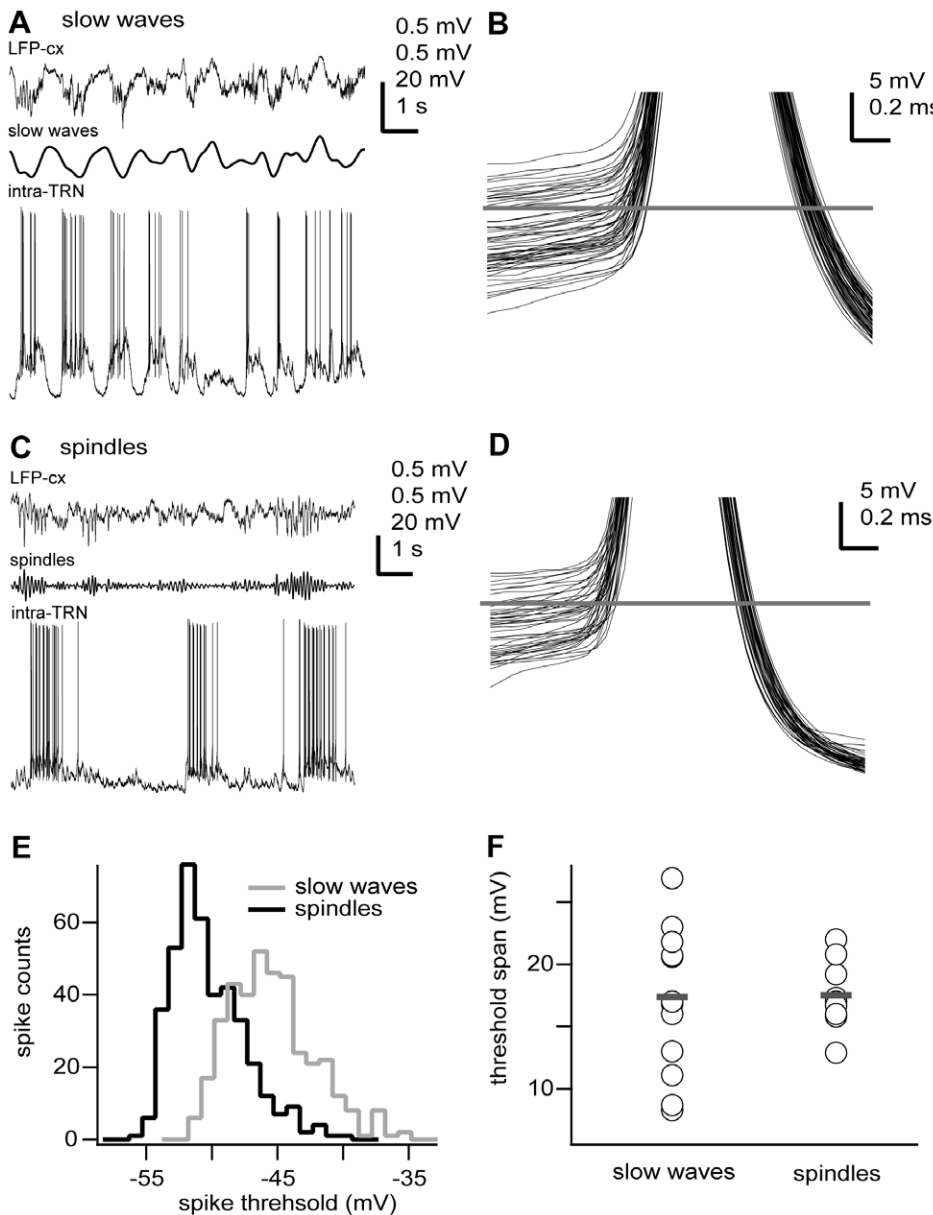 A slow waves
LFP-cx
0.5 mV
0.5 mV
20 mV
1 s
slow waves
intra-TRN
B
5 mV
0.2 ms
C spindles
LFP-cx
0.5 mV
0.5 mV
20 mV
1 s
spindles
intra-TRN
D
5 mV
0.2 ms
E
slow waves
spindles
spike counts
60
40
20
0
-55
-45
-35
spike threhsold (mV)
F
threshold span (mV)
20
10
slow waves
spindles